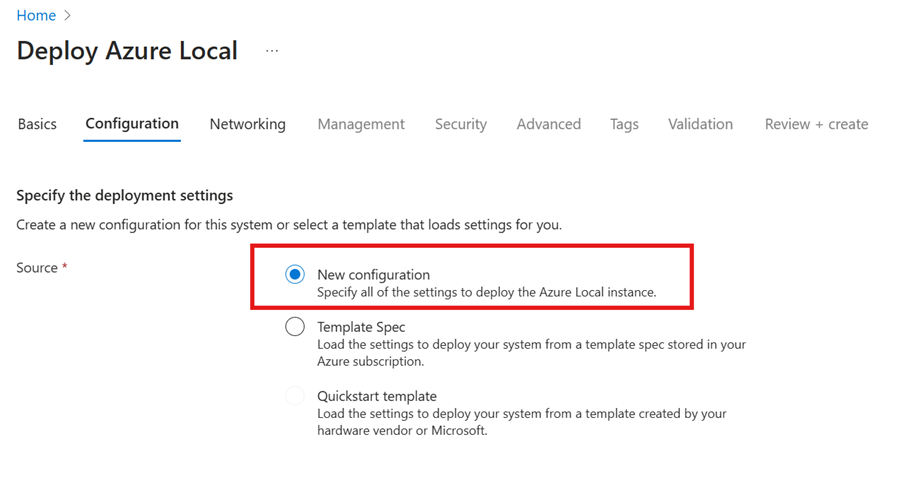 Home >
Deploy Azure Local ...
Basics Configuration Networking Management Security Advanced Tags Validation Review + create
Specify the deployment settings
Create a new configuration for this system or select a template that loads settings for you.
Source *
New configuration
Specify all of the settings to deploy the Azure Local instance.
Template Spec
Load the settings to deploy your system from a template spec stored in your
Azure subscription.
Quickstart template
Load the settings to deploy your system from a template created by your
hardware vendor or Microsoft.